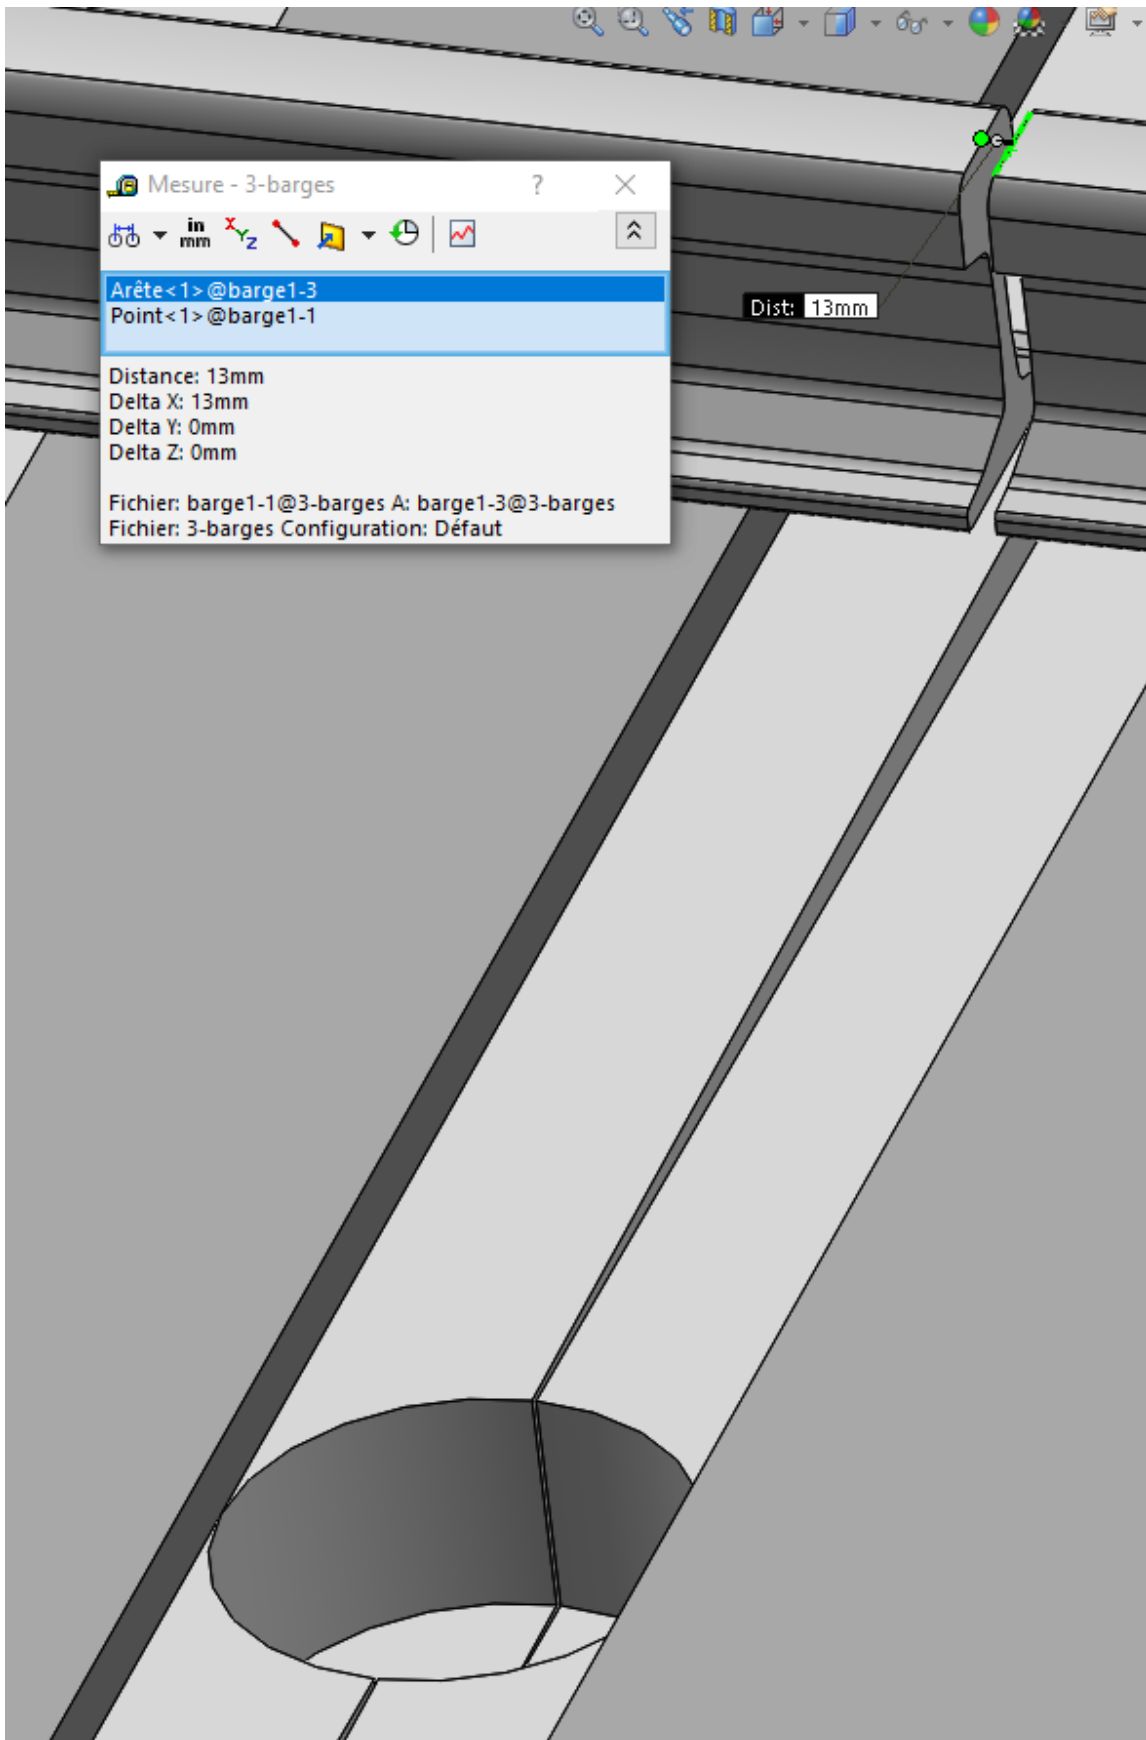 Mesure - 3-barges
?
in
mm
X
Y
Z
Arête<1>@barge1-3
Point<1>@barge1-1
Dist: 13mm
Distance: 13mm
Delta X: 13mm
Delta Y: 0mm
Delta Z: 0mm
Fichier: barge1-1@3-barges A: barge1-3@3-barges
Fichier: 3-barges Configuration: Défaut